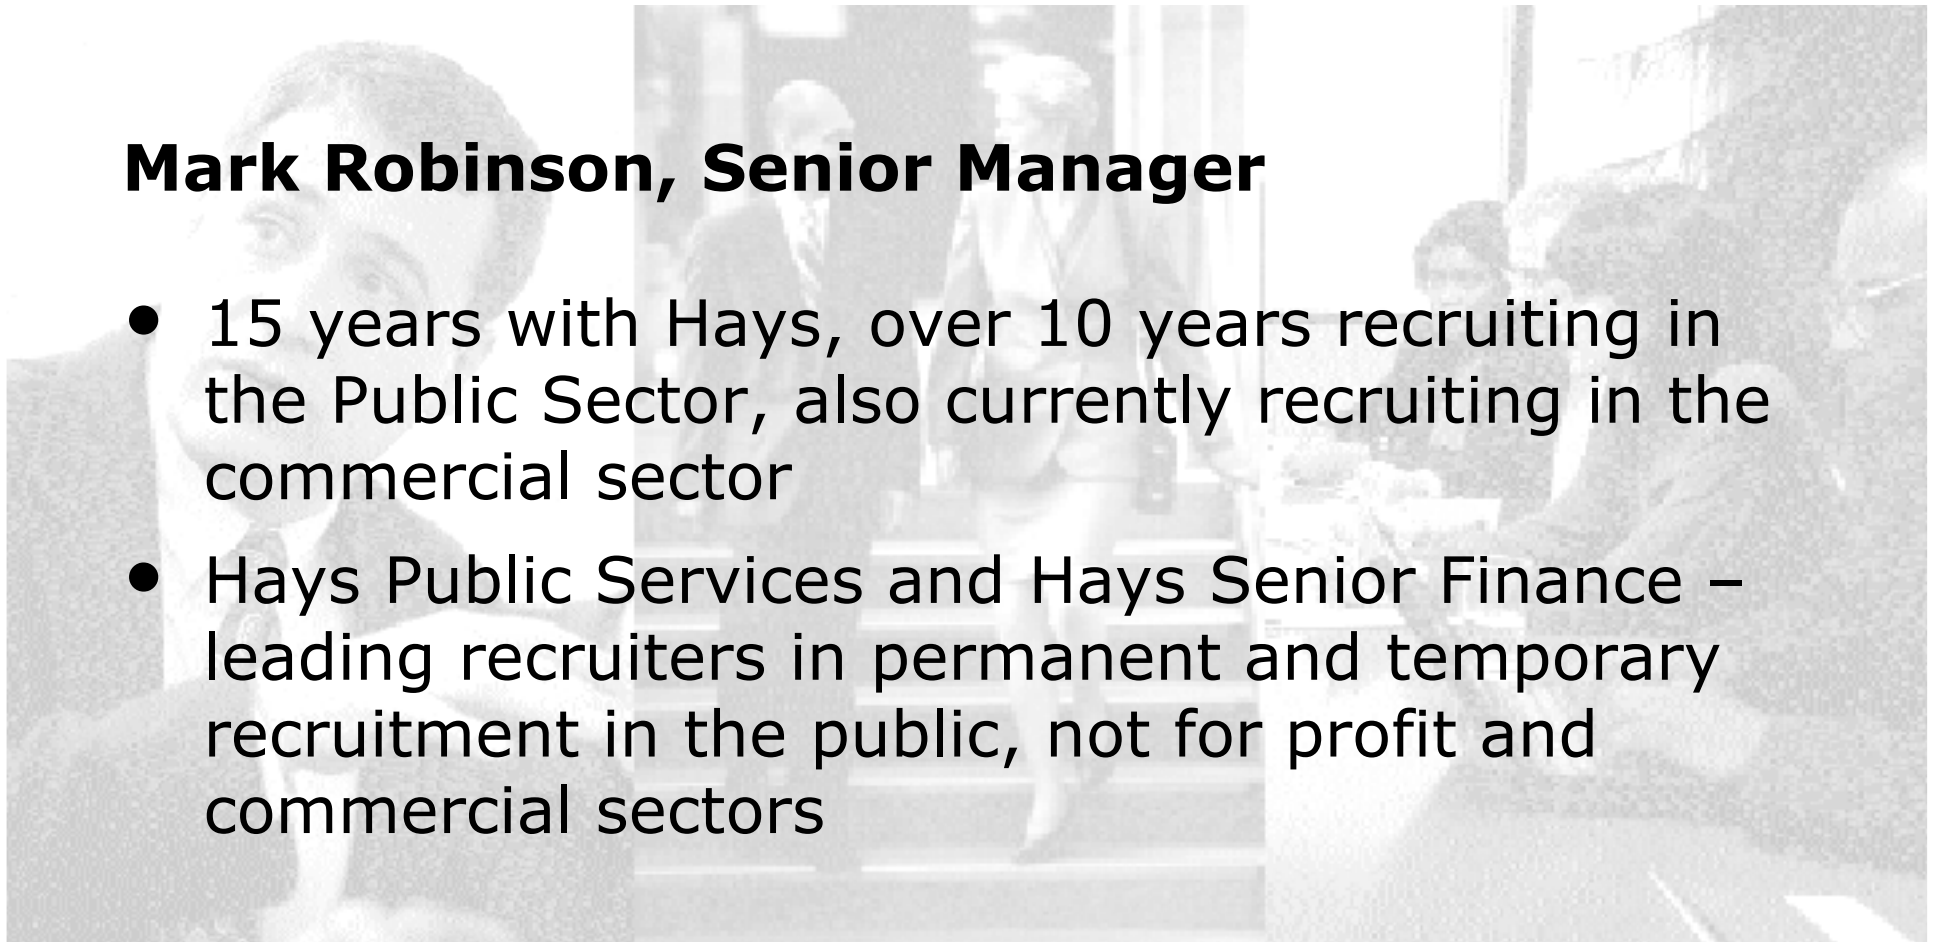 Mark Robinson, Senior Manager
• 15 years with Hays, over 10 years recruiting in
the Public Sector, also currently recruiting in the
commercial sector
• Hays Public Services and Hays Senior Finance –
leading recruiters in permanent and temporary
recruitment in the public, not for profit and
commercial sectors